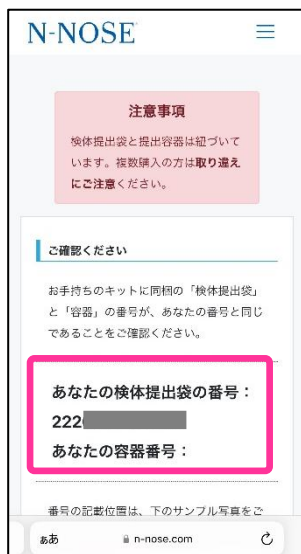 N-NOSE
注意事項
検体提出袋と提出容器は紐づいて
います。複数購入の方は取り違え
にご注意ください。
ご確認ください
お手持ちのキットに同梱の「検体提出袋」
と「容器」の番号が、あなたの番号と同じ
であることをご確認ください。
あなたの検体提出袋の番号：
222
あなたの容器番号：
番号の記載位置は、下のサンプル写真をご
ぁあ n-nose.com